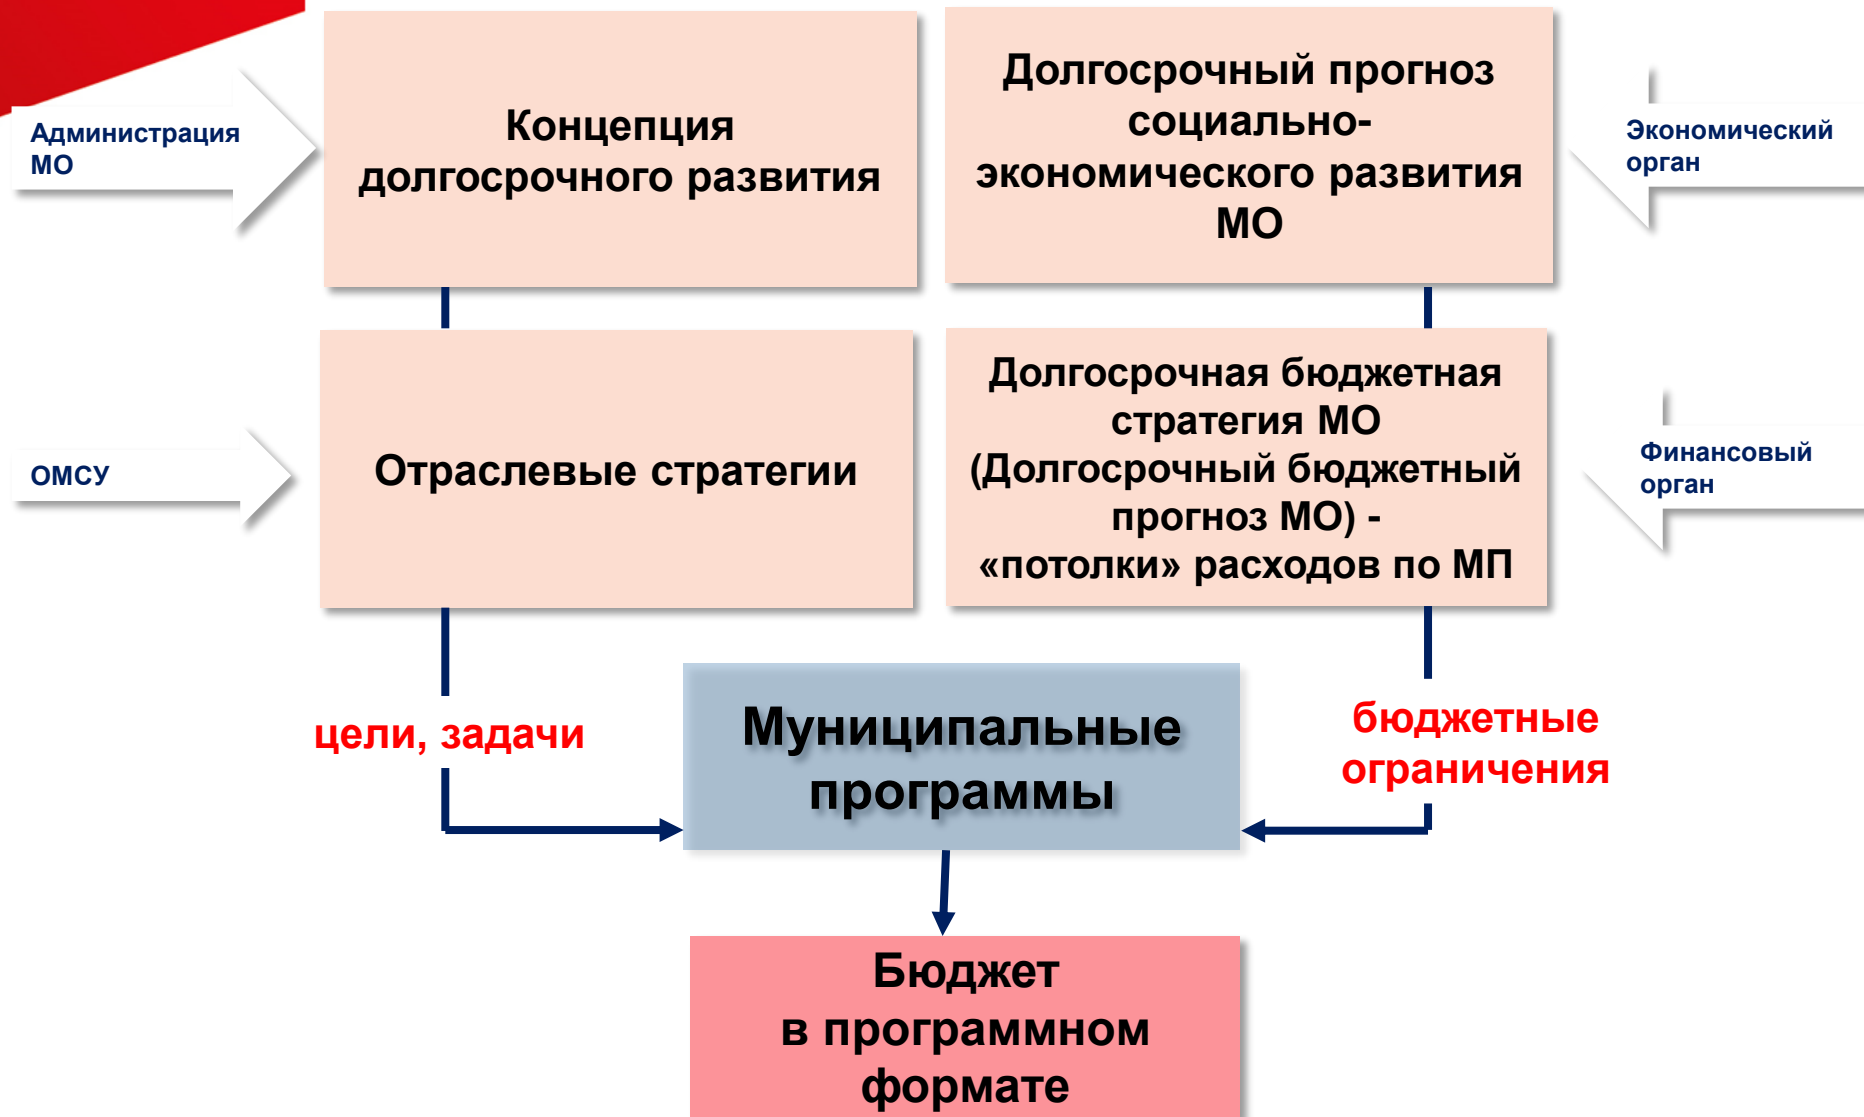 Администрация
МО
Концепция
долгосрочного развития
Долгосрочный прогноз
социально-
экономического развития
МО
Экономический
орган
ОМСУ
Отраслевые стратегии
Долгосрочная бюджетная
стратегия МО
(Долгосрочный бюджетный
прогноз МО) -
«потолки» расходов по МП
Финансовый
орган
цели, задачи
Муниципальные
программы
бюджетные
ограничения
Бюджет
в программном
формате